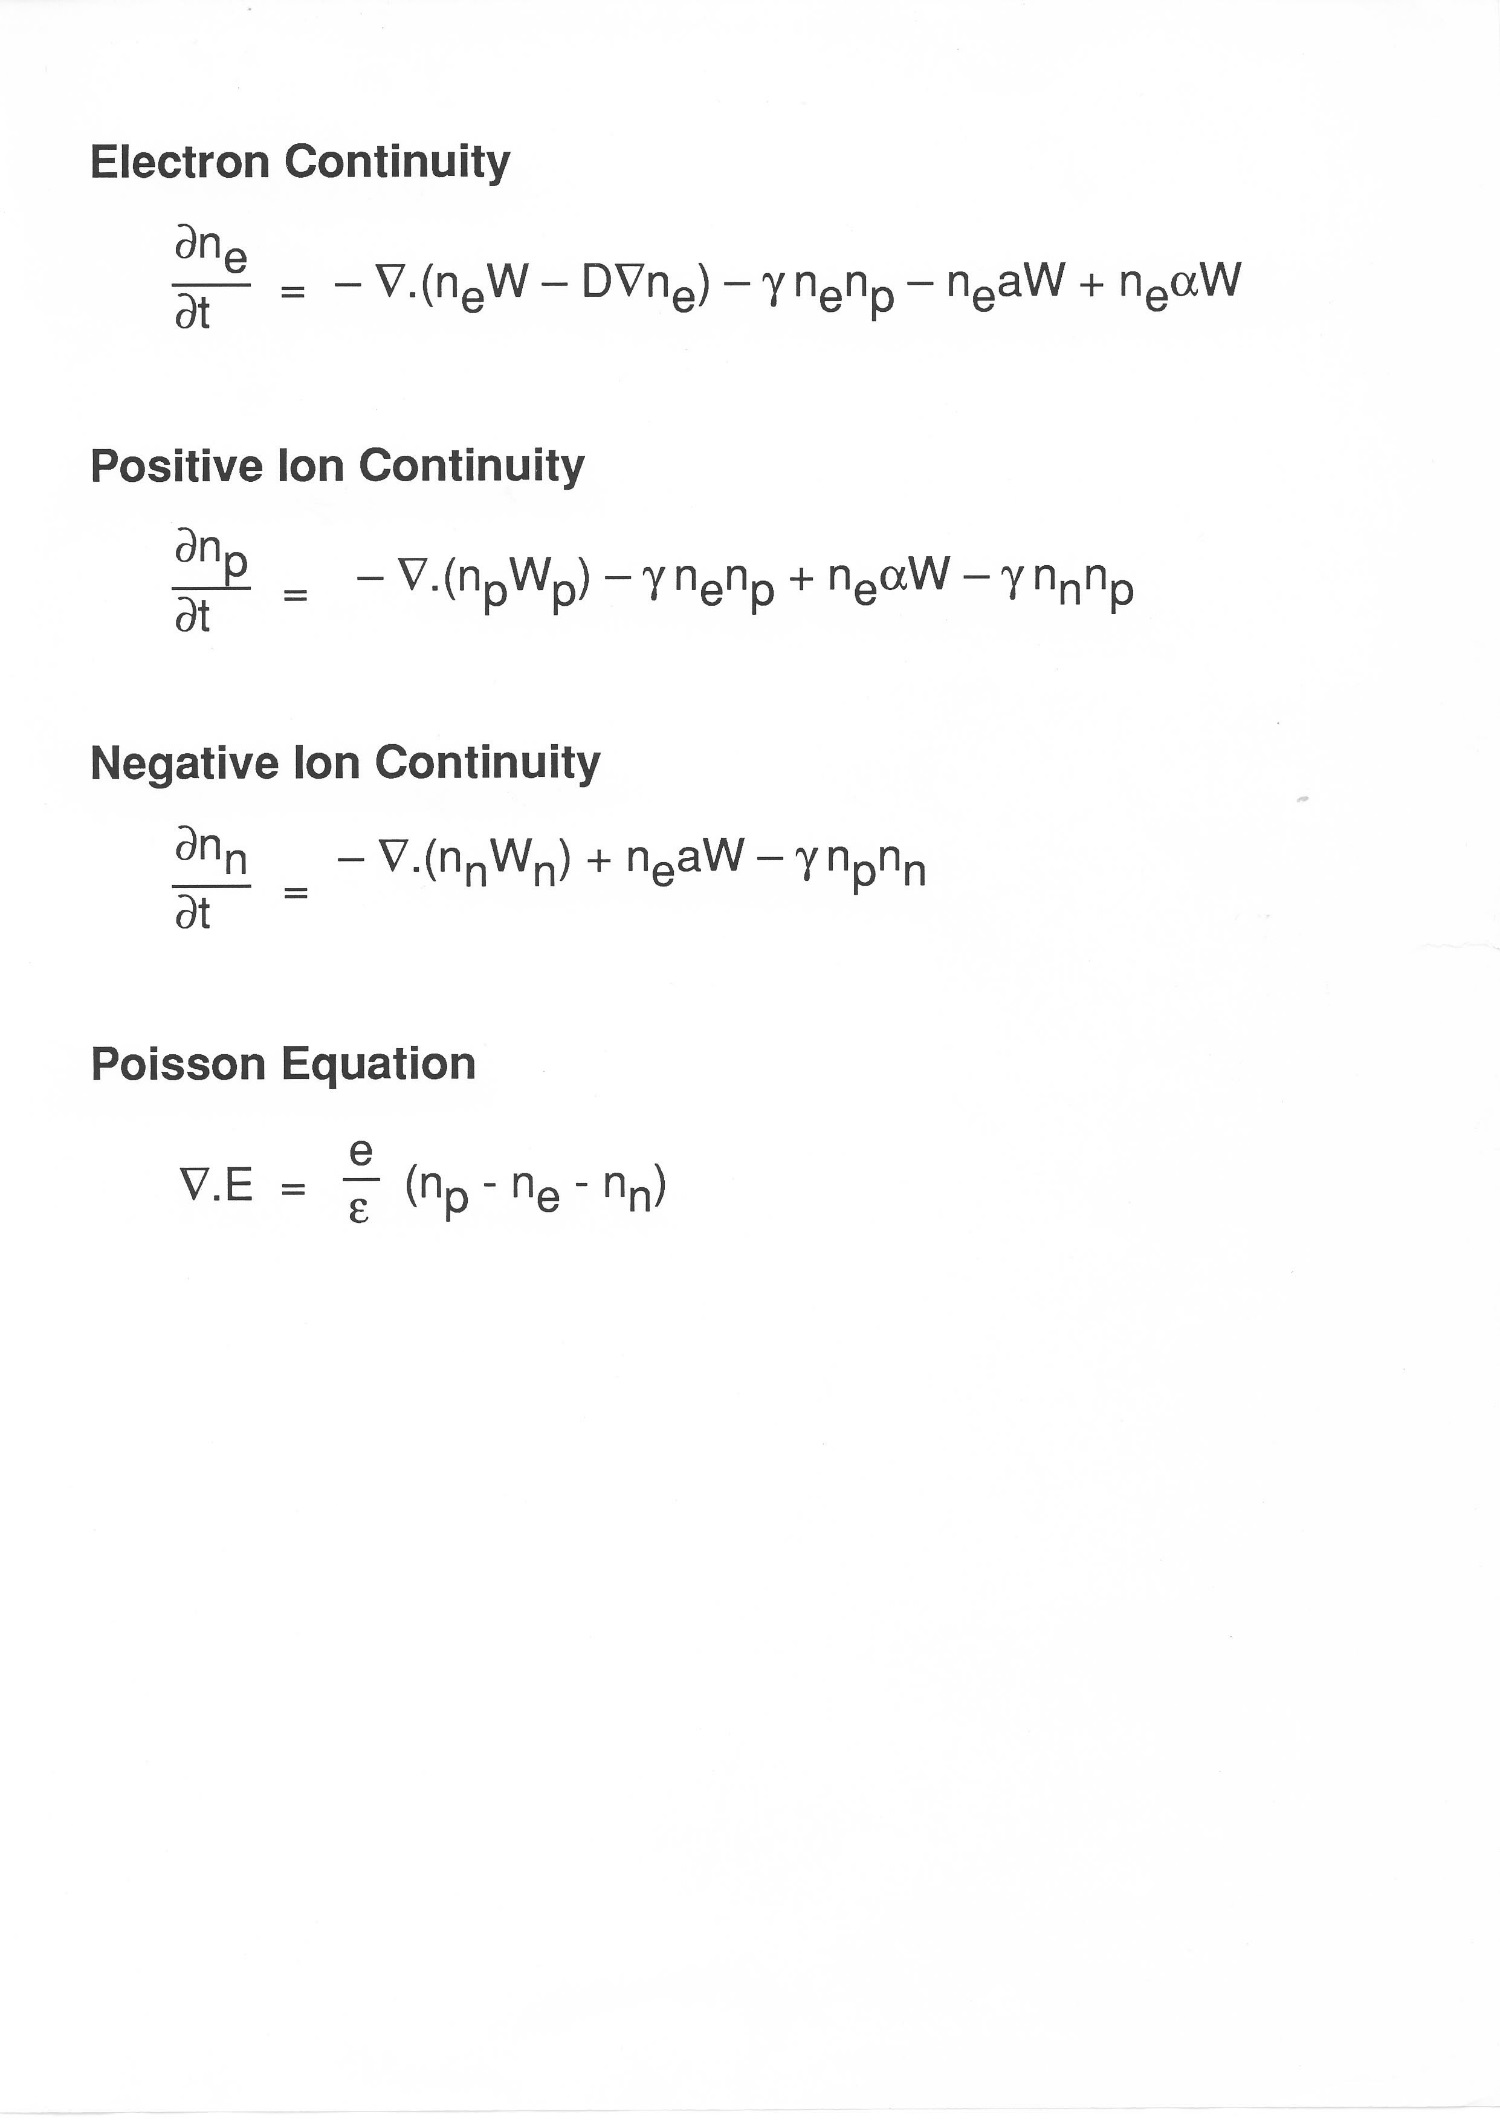 Electron Continuity
∂nₑ/∂t = – ∇.(nₑW – D∇nₑ) – γ nₑnₚ – nₑaW + nₑαW
Positive Ion Continuity
∂nₚ/∂t = – ∇.(nₚWₚ) – γ nₑnₚ + nₑαW – γ nₙnₚ
Negative Ion Continuity
∂nₙ/∂t = – ∇.(nₙWₙ) + nₑaW – γ nₚnₙ
Poisson Equation
∇.E = e/ε (nₚ - nₑ - nₙ)